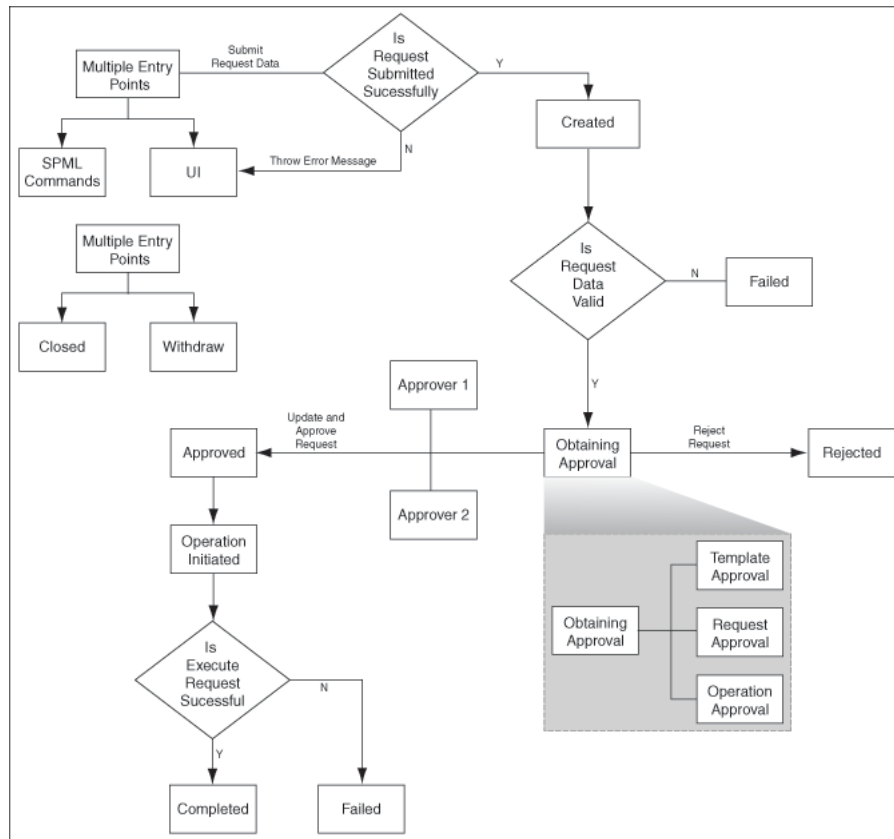 Multiple Entry
Points
Submit
Request Data
Is
Request
Submitted
Sucessfully
Y
Created
N
Throw Error Message
SPML
Commands
UI
Multiple Entry
Points
Closed
Withdraw
Is
Request
Data
Valid
N
Failed
Y
Approver 1
Update and
Approve
Request
Approved
Obtaining
Approval
Reject
Request
Rejected
Approver 2
Operation
Initiated
Template
Approval
Obtaining
Approval
Request
Approval
Operation
Approval
Is
Execute
Request
Sucessful
N
Y
Completed
Failed